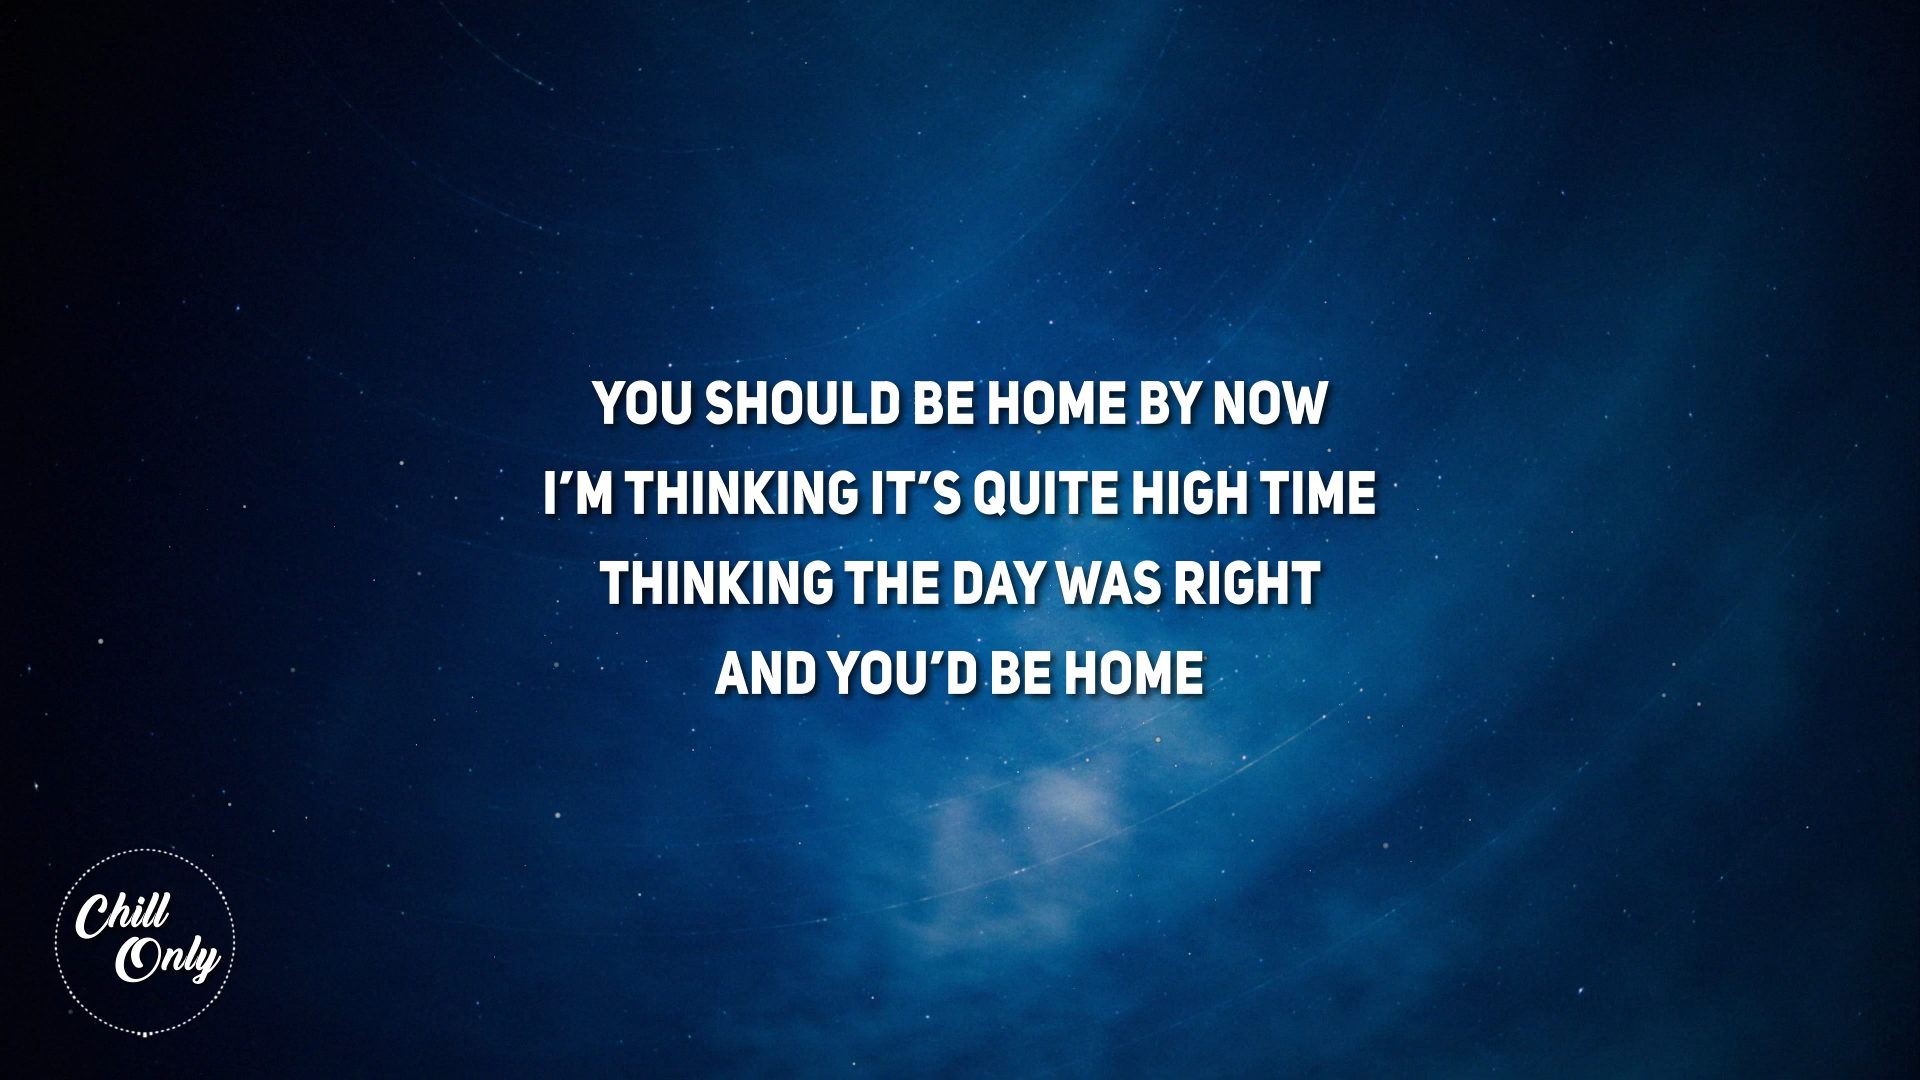 YOU SHOULD BE HOME BY NOW
I’M THINKING IT’S QUITE HIGH TIME
THINKING THE DAY WAS RIGHT
AND YOU’D BE HOME
Chill
Only